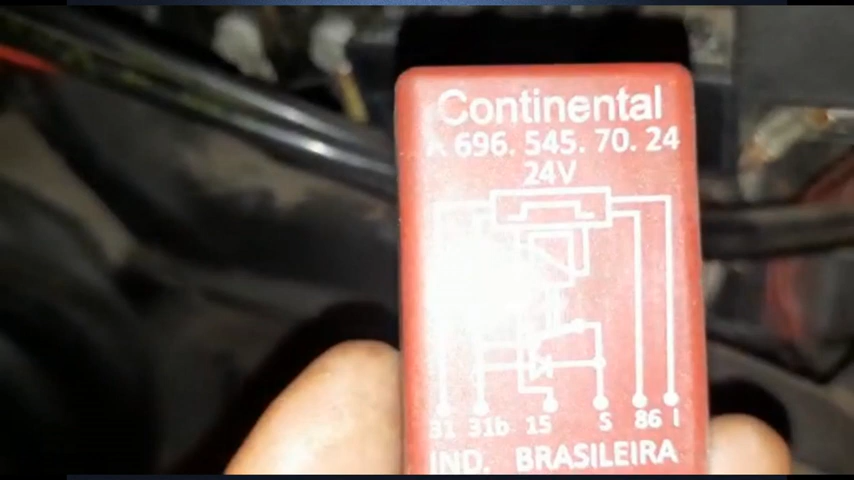 Continental
A 696. 545. 70. 24
24V
31 31b 15 S 86 I
IND. BRASILEIRA